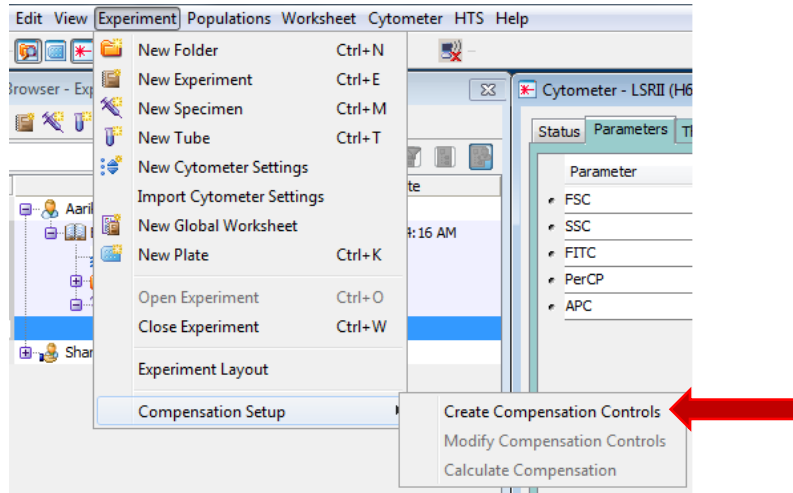 Edit View Experiment Populations Worksheet Cytometer HTS Help
New Folder Ctrl+N
New Experiment Ctrl+E
New Specimen Ctrl+M
New Tube Ctrl+T
New Cytometer Settings
Import Cytometer Settings
New Global Worksheet
New Plate Ctrl+K
Open Experiment Ctrl+O
Close Experiment Ctrl+W
Experiment Layout
Compensation Setup
Create Compensation Controls
Modify Compensation Controls
Calculate Compensation
Browser - Exp
te
Aaril
4:16 AM
Shar
Cytometer - LSRII (H6
Status Parameters Th
Parameter
FSC
SSC
FITC
PerCP
APC